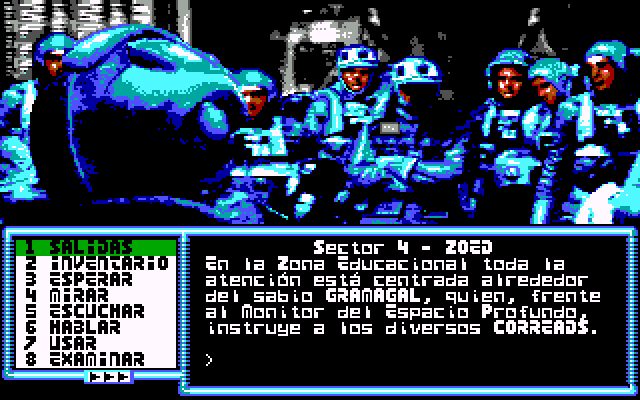 1 SALIDAS
2 INVENTARIO
3 ESPERAR
4 MIRAR
5 ESCUCHAR
6 HABLAR
7 USAR
8 EXAMINAR
Sector 4 - ZOED
En la Zona Educacional toda la
atención está centrada alrededor
del sabio GRAMAGAL, quien, frente
al Monitor del Espacio Profundo,
instruye a los diversos CORREADS.
>